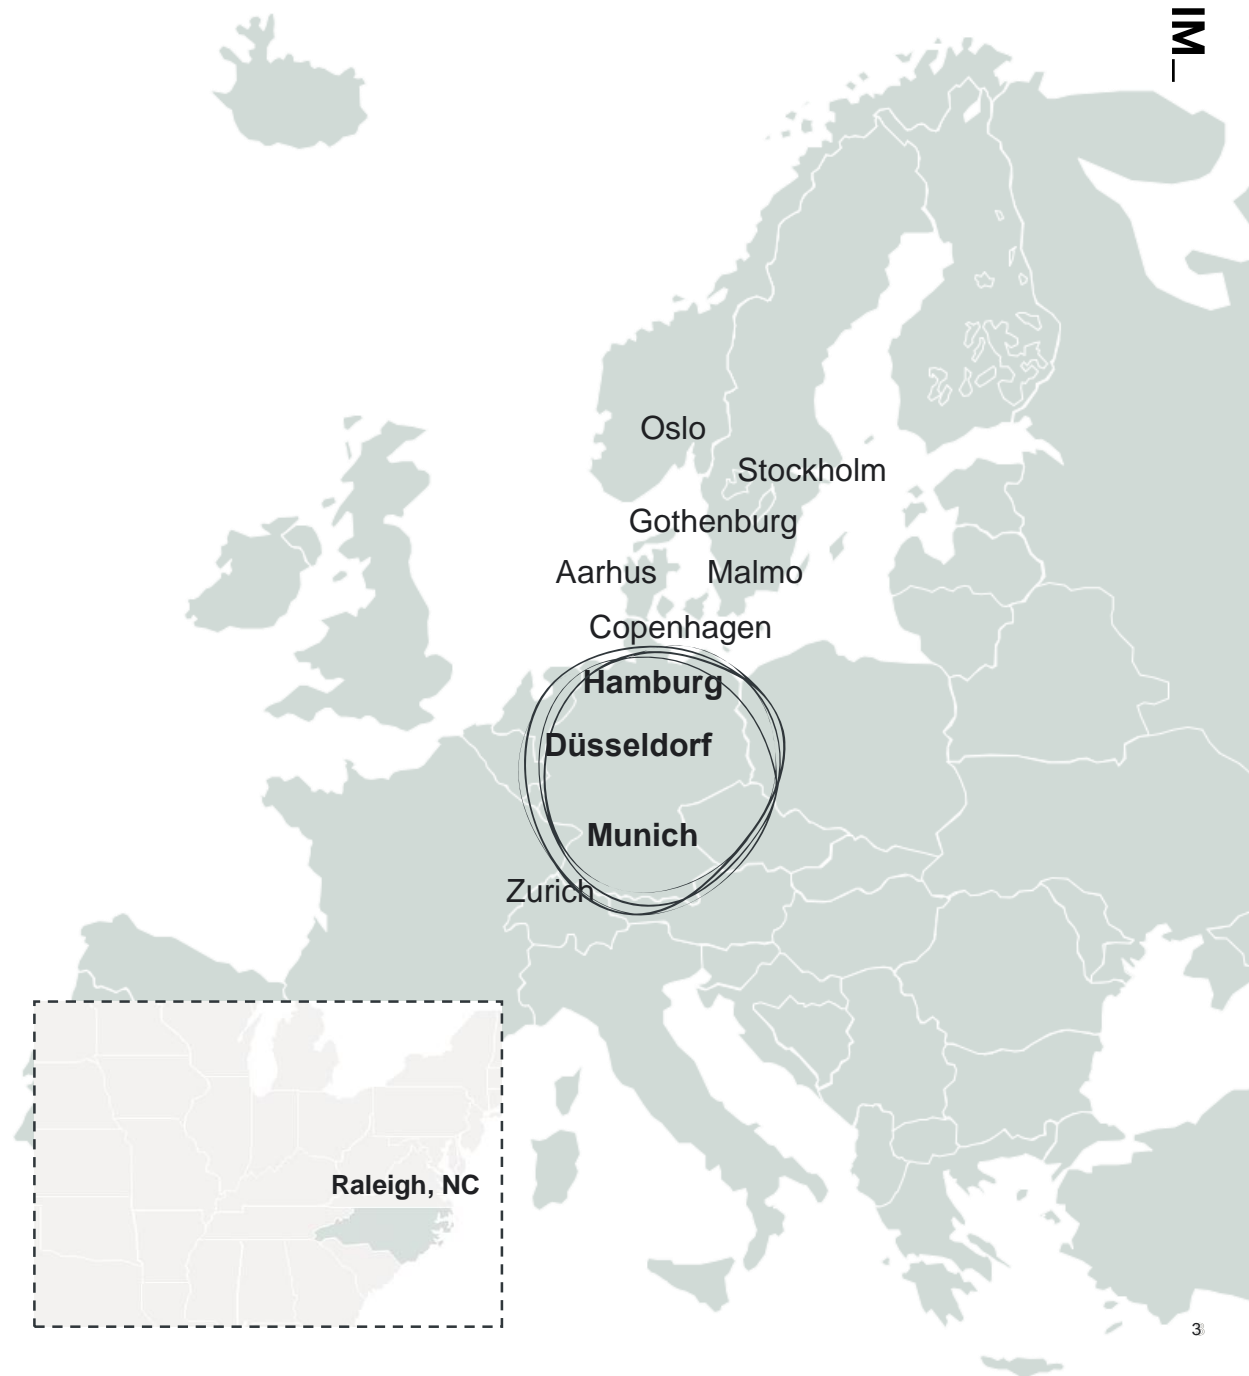 IM_
Oslo
Stockholm
Gothenburg
Aarhus
Malmo
Copenhagen
Hamburg
Düsseldorf
Munich
Zurich
Raleigh, NC
3